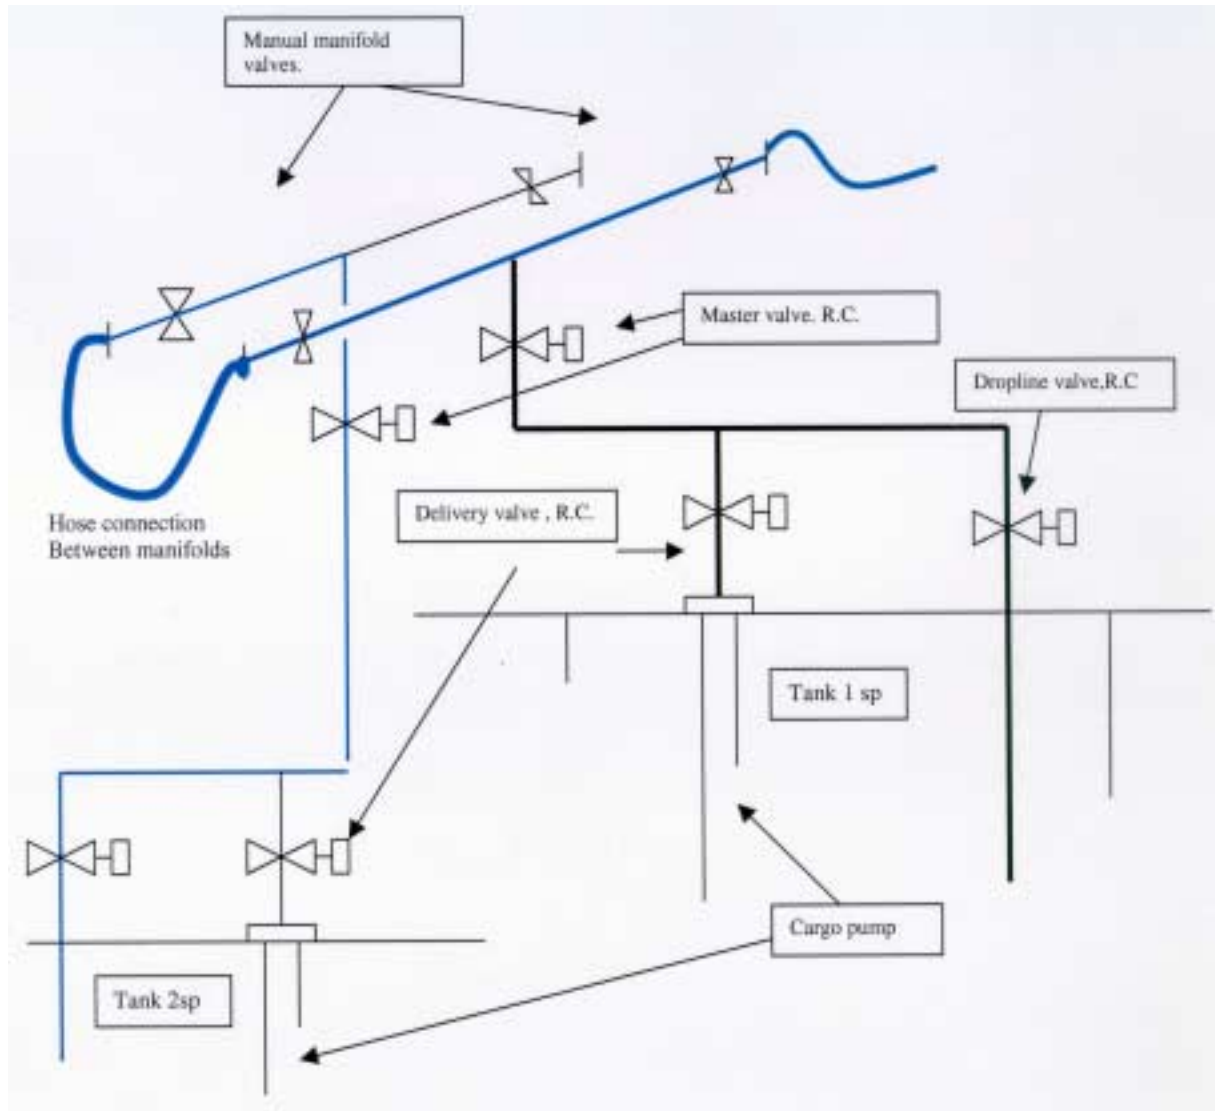 Manual manifold
valves.
Master valve. R.C.
Dropline valve,R.C
Delivery valve , R.C.
Hose connection
Between manifolds
Tank 1 sp
Cargo pump
Tank 2sp